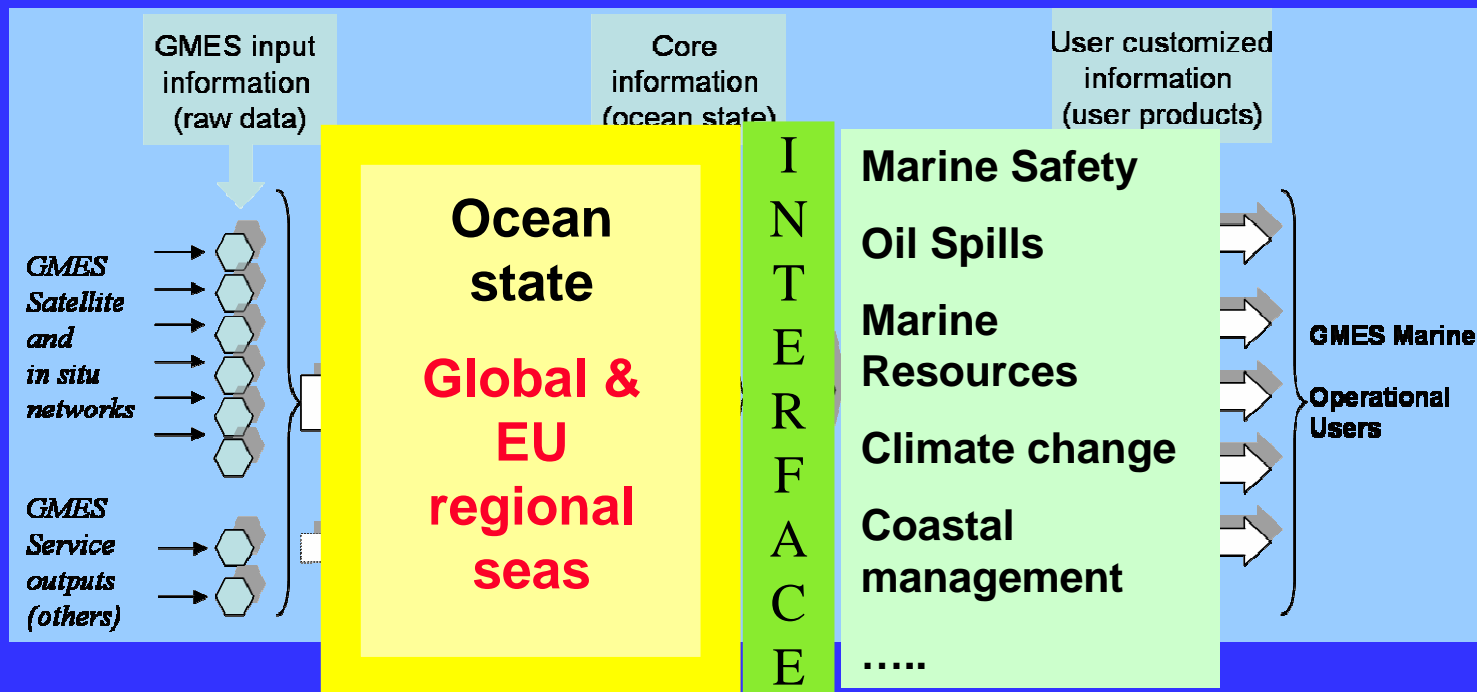 GMES input
information
(raw data)
Core
information
(ocean state)
User customized
information
(user products)
GMES
Satellite
and
in situ
networks
GMES
Service
outputs
(others)
Ocean
state
Global &
EU
regional
seas
I
N
T
E
R
F
A
C
E
Marine Safety
Oil Spills
Marine
Resources
Climate change
Coastal
management
…..
GMES Marine
Operational
Users